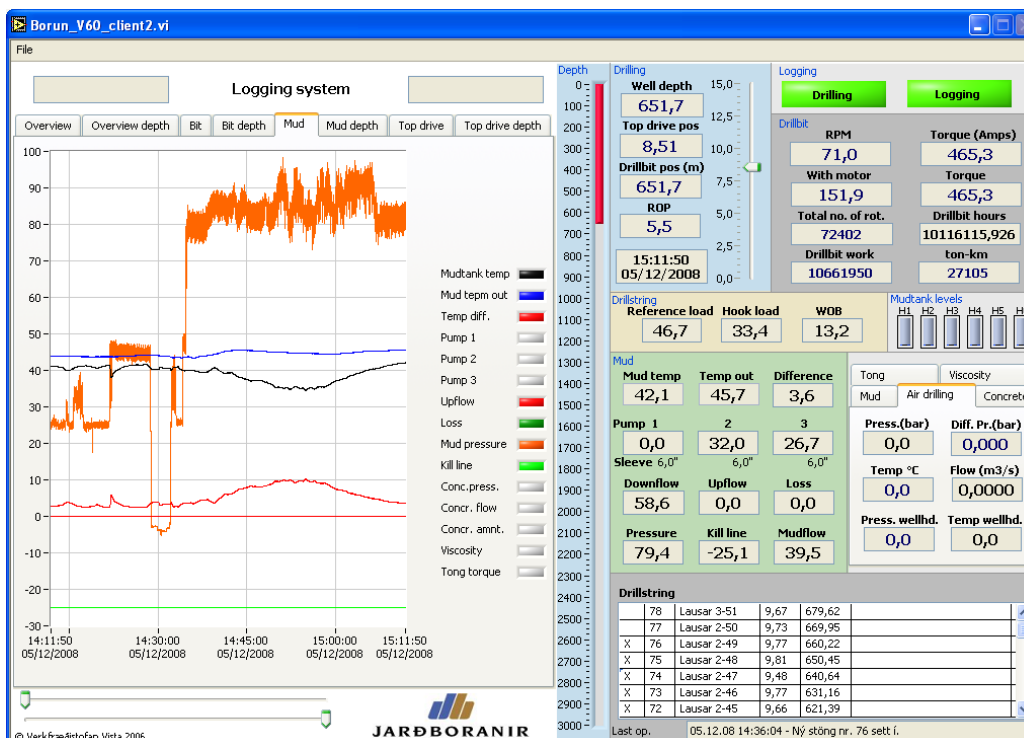 Borun_V60_client2.vi
File
Logging system
Overview Overview depth Bit Bit depth Mud Mud depth Top drive Top drive depth
100
90
80
70
60
50
40
30
20
10
0
-10
-20
-30
14:11:50 14:30:00 14:45:00 15:00:00 15:11:50
05/12/2008 05/12/2008 05/12/2008 05/12/2008 05/12/2008
Mudtank temp
Mud tepm out
Temp diff.
Pump 1
Pump 2
Pump 3
Upflow
Loss
Mud pressure
Kill line
Conc.press.
Concr. flow
Concr. amnt.
Viscosity
Tong torque
JARÐBORANIR
© Verkfræðistofan Vista 2006
Depth
0
100
200
300
400
500
600
700
800
900
1000
1100
1200
1300
1400
1500
1600
1700
1800
1900
2000
2100
2200
2300
2400
2500
2600
2700
2800
2900
3000
Drilling
Well depth
651,7
Top drive pos
8,51
Drillbit pos (m)
651,7
ROP
5,5
15:11:50
05/12/2008
15,0
12,5
10,0
7,5
5,0
2,5
0,0
Logging
Drilling Logging
Drillbit
RPM Torque (Amps)
71,0 465,3
With motor Torque
151,9 465,3
Total no. of rot. Drillbit hours
72402 10116115,926
Drillbit work ton-km
10661950 27105
Drillstring
Reference load Hook load WOB
46,7 33,4 13,2
Mudtank levels
H1 H2 H3 H4 H5
Mud
Mud temp Temp out Difference
42,1 45,7 3,6
Pump 1 2 3
0,0 32,0 26,7
Sleeve 6,0" 6,0" 6,0"
Downflow Upflow Loss
58,6 0,0 0,0
Pressure Kill line Mudflow
79,4 -25,1 39,5
Tong Viscosity
Mud Air drilling Concrete
Press.(bar) Diff. Pr.(bar)
0,0 0,000
Temp °C Flow (m3/s)
0,0 0,0000
Press. wellhd. Temp wellhd.
0,0 0,0
Drillstring
78 Lausar 3-51 9,67 679,62
77 Lausar 2-50 9,73 669,95
X 76 Lausar 2-49 9,77 660,22
X 75 Lausar 2-48 9,81 650,45
X 74 Lausar 2-47 9,48 640,64
X 73 Lausar 2-46 9,77 631,16
X 72 Lausar 2-45 9,66 621,39
Last op. 05.12.08 14:36:04 - Ný stöng nr. 76 sett í.